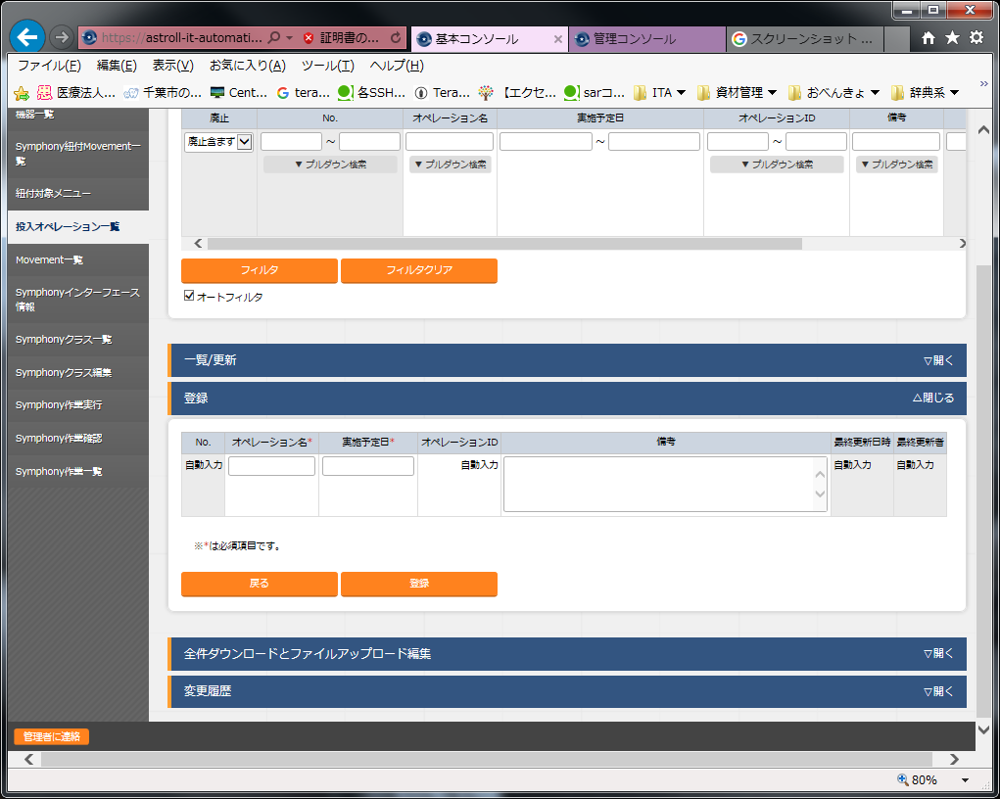 https://astroll-it-automati...
証明書の...
基本コンソール
管理コンソール
スクリーンショット ...
ファイル(F) 編集(E) 表示(V) お気に入り(A) ツール(T) ヘルプ(H)
医療法人... 千葉市の... Cent... tera... 各SSH... Tera... 【エクセ... sarコ... ITA 資材管理 おべんきょ 辞典系
機器一覧
Symphony紐付Movement一
覧
紐付対象メニュー
投入オペレーション一覧
Movement一覧
Symphonyインターフェース
情報
Symphonyクラス一覧
Symphonyクラス編集
Symphony作業実行
Symphony作業確認
Symphony作業一覧
廃止 No. オペレーション名 実施予定日 オペレーションID 備考
廃止含まず ～ ～ ～
▼プルダウン検索 ▼プルダウン検索 ▼プルダウン検索 ▼プルダウン検索
フィルタ フィルタクリア
オートフィルタ
一覧/更新 ▽開く
登録 △閉じる
No. オペレーション名* 実施予定日* オペレーションID 備考 最終更新日時 最終更新者
自動入力 自動入力 自動入力 自動入力
※*は必須項目です。
戻る 登録
全件ダウンロードとファイルアップロード編集 ▽開く
変更履歴 ▽開く
管理者に連絡
80%